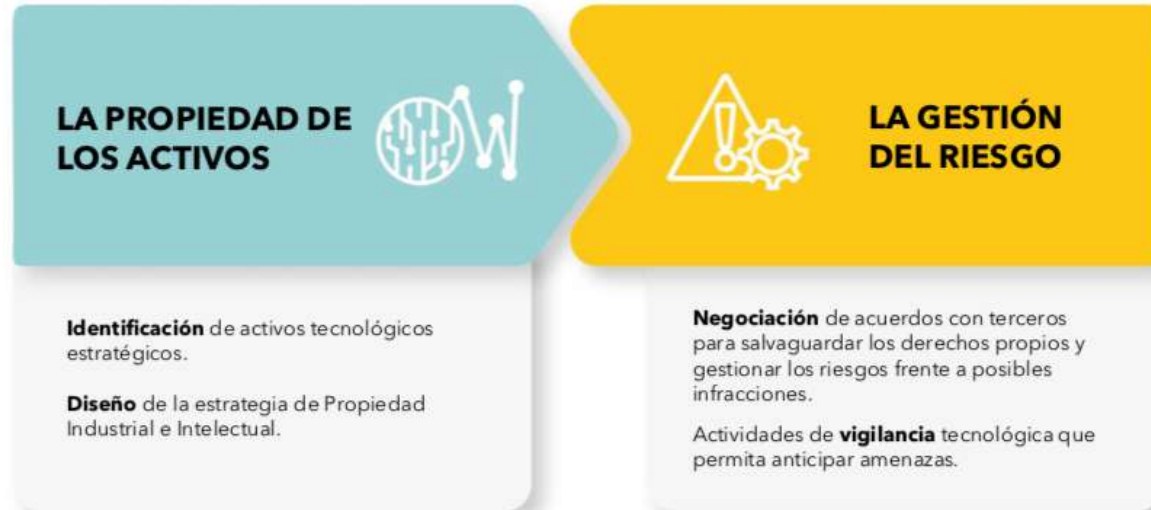 LA PROPIEDAD DE
LOS ACTIVOS
Identificación de activos tecnológicos
estratégicos.
Diseño de la estrategia de Propiedad
Industrial e Intelectual.
LA GESTIÓN
DEL RIESGO
Negociación de acuerdos con terceros
para salvaguardar los derechos propios y
gestionar los riesgos frente a posibles
infracciones.
Actividades de vigilancia tecnológica que
permita anticipar amenazas.